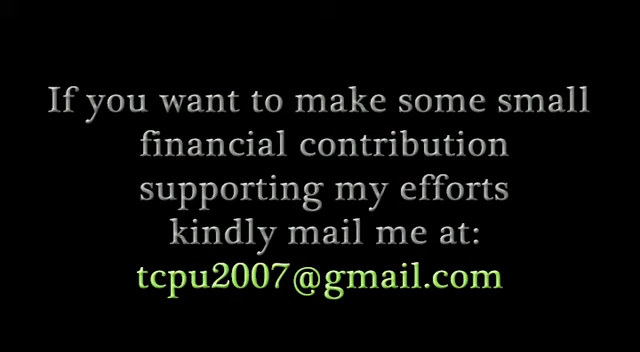 If you want to make some small
financial contribution
supporting my efforts
kindly mail me at:
tcpu2007@gmail.com